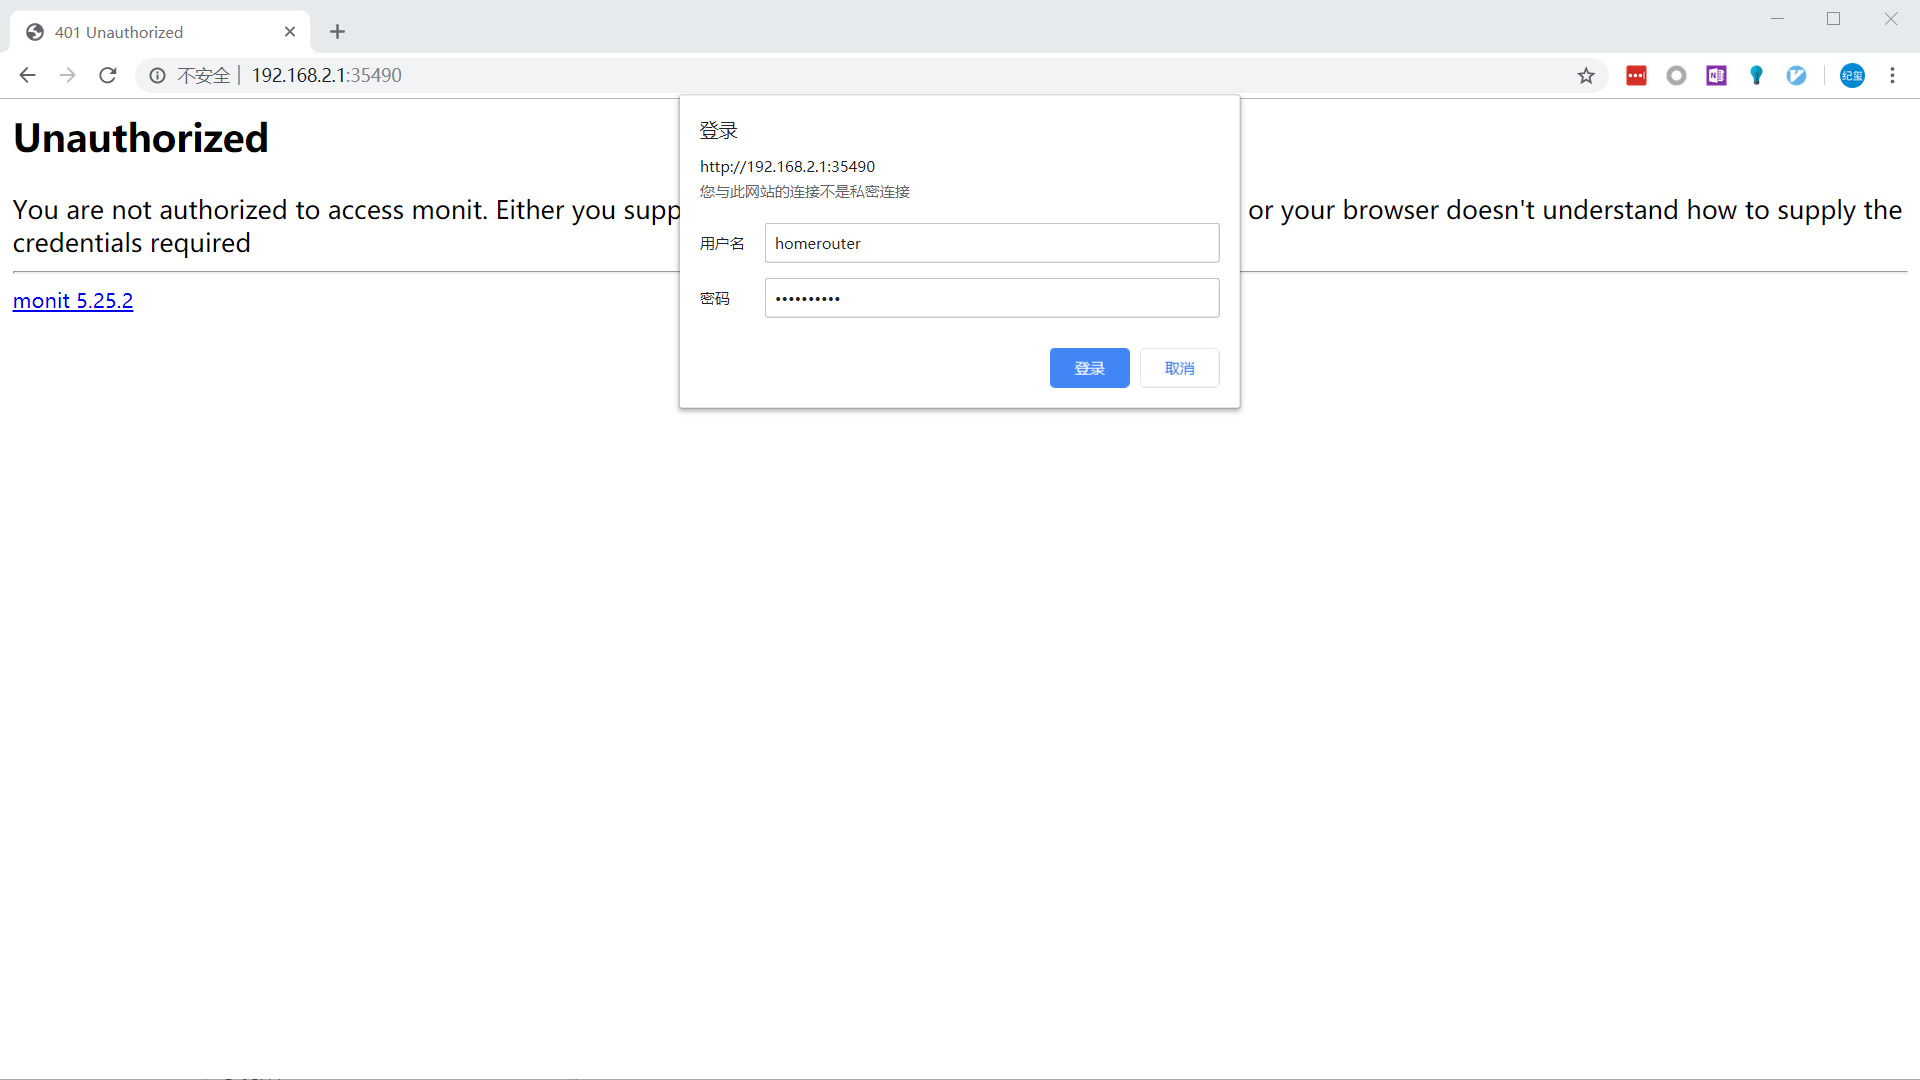 401 Unauthorized
不安全 192.168.2.1:35490
纪玺
Unauthorized
You are not authorized to access monit. Either you supp or your browser doesn't understand how to supply the
credentials required
monit 5.25.2
登录
http://192.168.2.1:35490
您与此网站的连接不是私密连接
用户名 homerouter
密码 ••••••••••
登录 取消